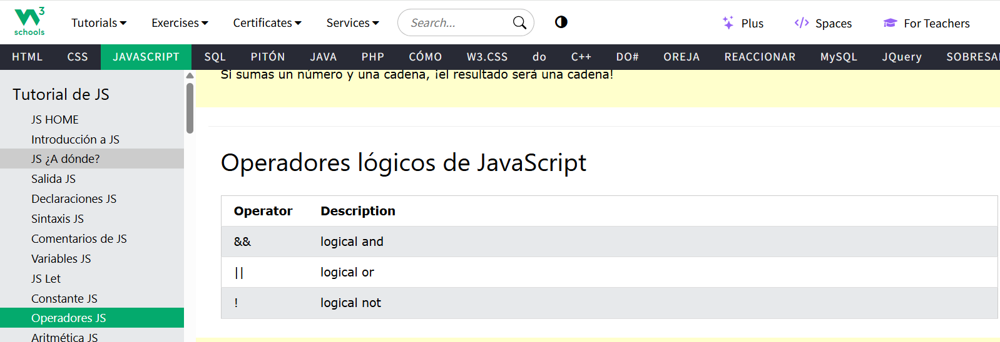 W3 schools
Tutorials Exercises Certificates Services Search... Plus Spaces For Teachers
HTML CSS JAVASCRIPT SQL PITÓN JAVA PHP CÓMO W3.CSS do C++ DO# OREJA REACCIONAR MySQL JQuery SOBRESA
Si sumas un número y una cadena, ¡el resultado será una cadena!
Tutorial de JS
JS HOME
Introducción a JS
JS ¿A dónde?
Salida JS
Declaraciones JS
Sintaxis JS
Comentarios de JS
Variables JS
JS Let
Constante JS
Operadores JS
Aritmética JS
Operadores lógicos de JavaScript
Operator Description
&& logical and
|| logical or
! logical not